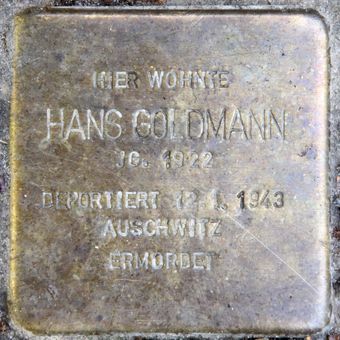 HIER WOHNTE
HANS GOLDMANN
JG. 1922
DEPORTIERT 12.1.1943
AUSCHWITZ
ERMORDET